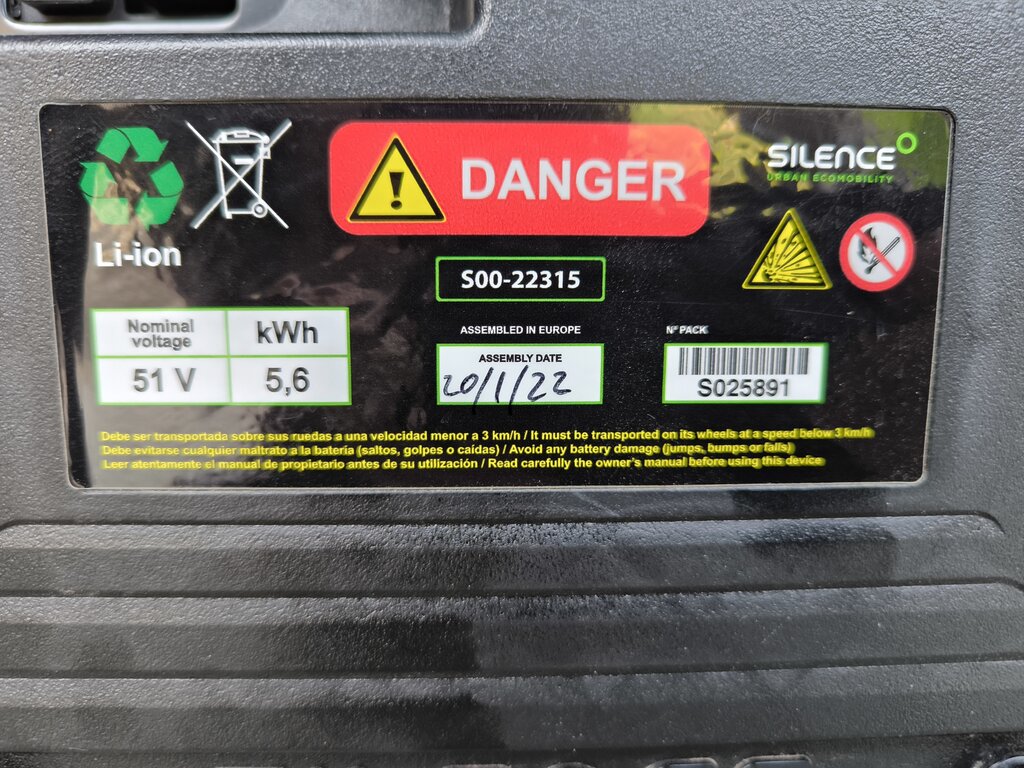 DANGER
SILENCE
URBAN ECOMOBILITY
Li-ion
S00-22315
Nominal voltage
kWh
51 V
5,6
ASSEMBLED IN EUROPE
ASSEMBLY DATE
20/1/22
Nº PACK
S025891
Debe ser transportada sobre sus ruedas a una velocidad menor a 3 km/h / It must be transported on its wheels at a speed below 3 km/h
Debe evitarse cualquier maltrato a la batería (saltos, golpes o caídas) / Avoid any battery damage (jumps, bumps or falls)
Leer atentamente el manual de propietario antes de su utilización / Read carefully the owner's manual before using this device